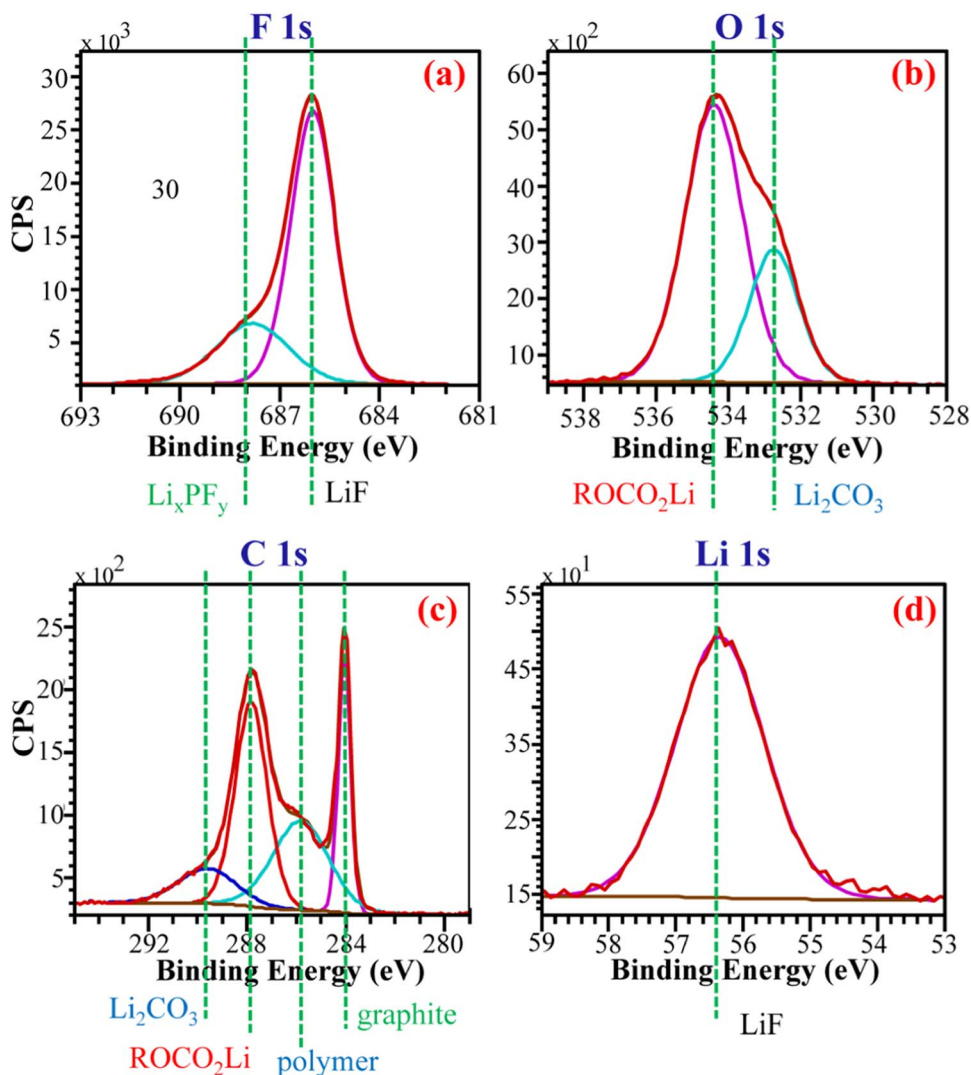 F 1s
x 10³
(a)
30
25
20
15
10
5
30
CPS
693
690
687
684
681
Binding Energy (eV)
LiₓPFᵧ
LiF
O 1s
x 10²
(b)
60
50
40
30
20
10
538
536
534
532
530
528
Binding Energy (eV)
ROCO₂Li
Li₂CO₃
C 1s
x 10²
(c)
25
20
15
10
5
CPS
292
288
284
280
Binding Energy (eV)
Li₂CO₃
ROCO₂Li
polymer
graphite
Li 1s
x 10¹
(d)
55
45
35
25
15
59
58
57
56
55
54
53
Binding Energy (eV)
LiF